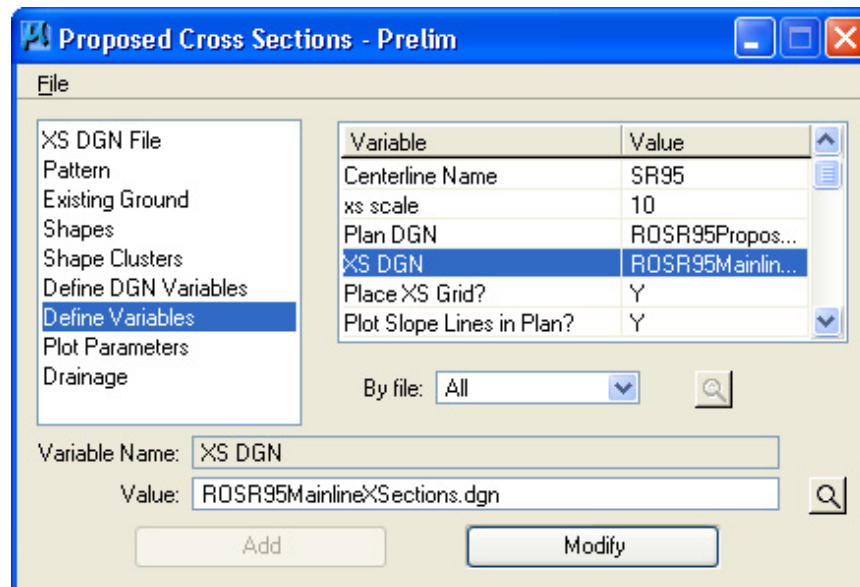 Proposed Cross Sections - Prelim
File
XS DGN File
Pattern
Existing Ground
Shapes
Shape Clusters
Define DGN Variables
Define Variables
Plot Parameters
Drainage
Variable Value
Centerline Name SR95
xs scale 10
Plan DGN ROSR95Propos...
XS DGN ROSR95Mainlin...
Place XS Grid? Y
Plot Slope Lines in Plan? Y
By file: All
Variable Name: XS DGN
Value: ROSR95MainlineXSections.dgn
Add Modify